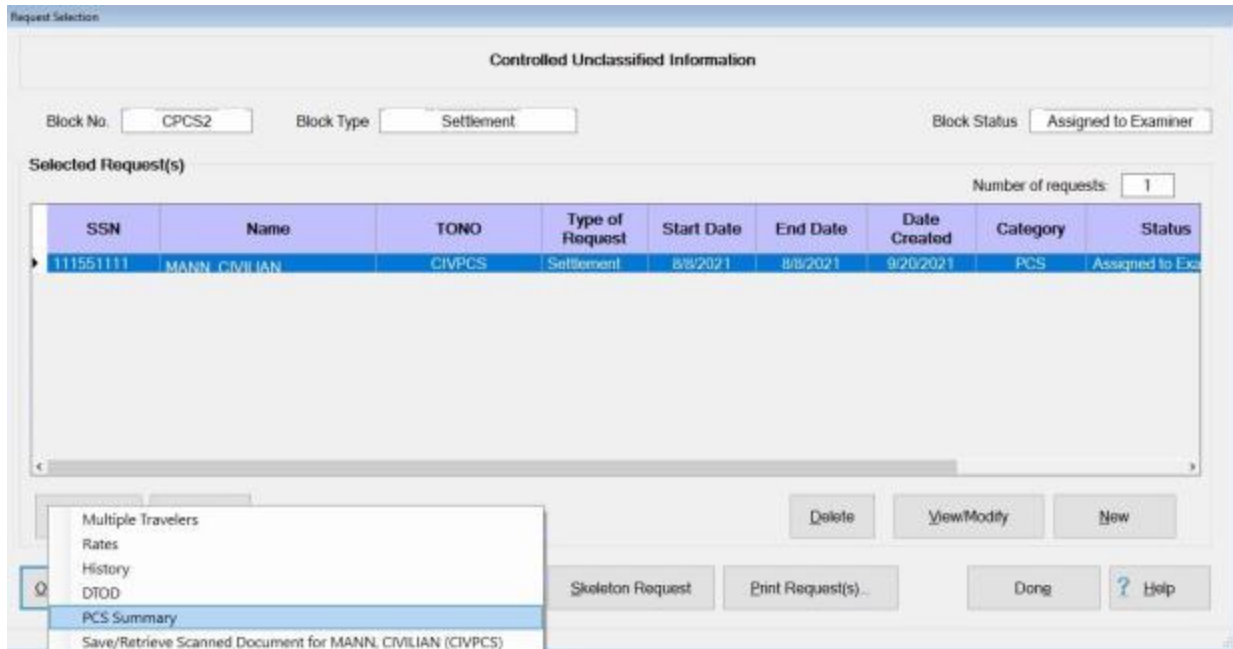 Request Selection
Controlled Unclassified Information
Block No. CPCS2 Block Type Settlement Block Status Assigned to Examiner
Selected Request(s)
Number of requests: 1
SSN Name TONO Type of Request Start Date End Date Date Created Category Status
111551111 MANN, CIVILIAN CIVPCS Settlement 8/8/2021 8/8/2021 9/20/2021 PCS Assigned to Exa
Delete View/Modify New
Multiple Travelers
Rates
History
DTOD
PCS Summary
Save/Retrieve Scanned Document for MANN, CIVILIAN (CIVPCS)
O Skeleton Request Print Request(s)... Done ? Help